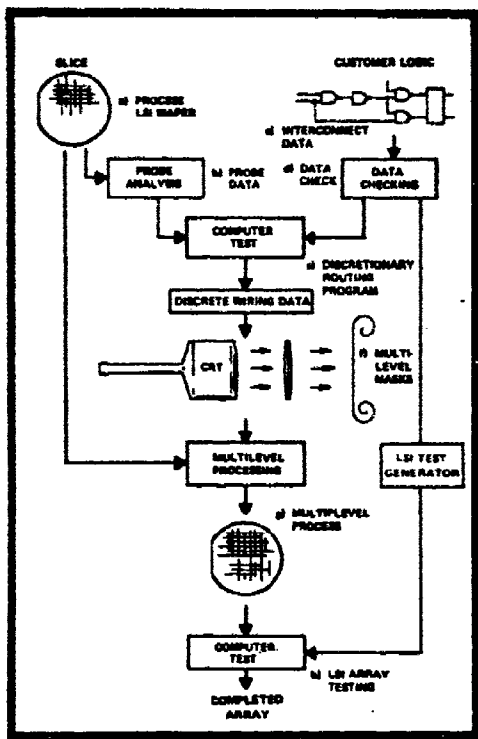 SLICE
CUSTOMER LOGIC
a) PROCESS
LSI WAFER
c) INTERCONNECT
DATA
PROBE
ANALYSIS
b) PROBE
DATA
d) DATA
CHECK
DATA
CHECKING
COMPUTER
TEST
e) DISCRETIONARY
ROUTING
PROGRAM
DISCRETE WIRING DATA
CRT
f) MULTI-
LEVEL
MASKS
MULTILEVEL
PROCESSING
LSI TEST
GENERATOR
g) MULTIPLEVEL
PROCESS
COMPUTER
TEST
h) LSI ARRAY
TESTING
COMPLETED
ARRAY